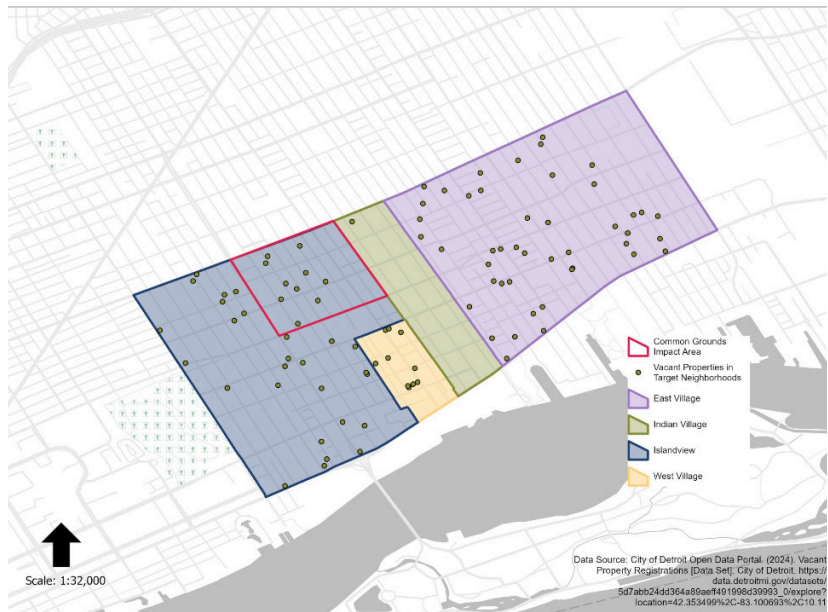 Common Grounds
Impact Area
Vacant Properties in
Target Neighborhoods
East Village
Indian Village
Islandview
West Village
Scale: 1:32,000
Data Source: City of Detroit Open Data Portal. (2024). Vacant
Property Registrations [Data Set]. City of Detroit. https://
data.detroitmi.gov/datasets/
5d7abb24dd364a89aeff491998d39993_0/explore?
location=42.353499%2C-83.100693%2C10.11